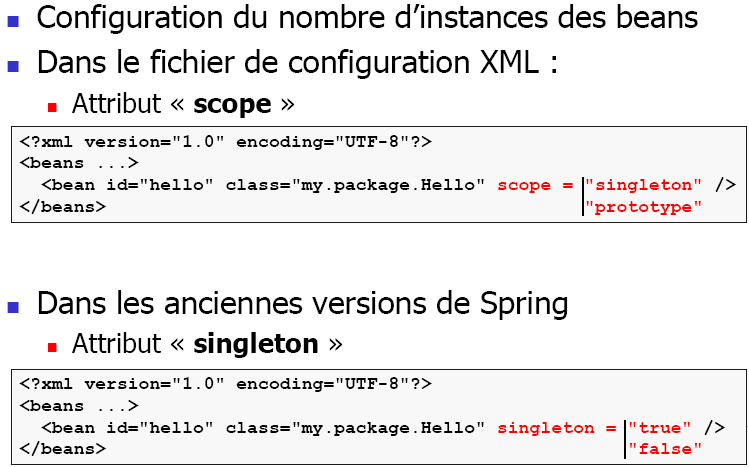 Configuration du nombre d’instances des beans
Dans le fichier de configuration XML :
Attribut « scope »
<?xml version="1.0" encoding="UTF-8"?>
<beans ...>
<bean id="hello" class="my.package.Hello" scope = "singleton" />
"prototype"
</beans>
Dans les anciennes versions de Spring
Attribut « singleton »
<?xml version="1.0" encoding="UTF-8"?>
<beans ...>
<bean id="hello" class="my.package.Hello" singleton = "true" />
"false"
</beans>